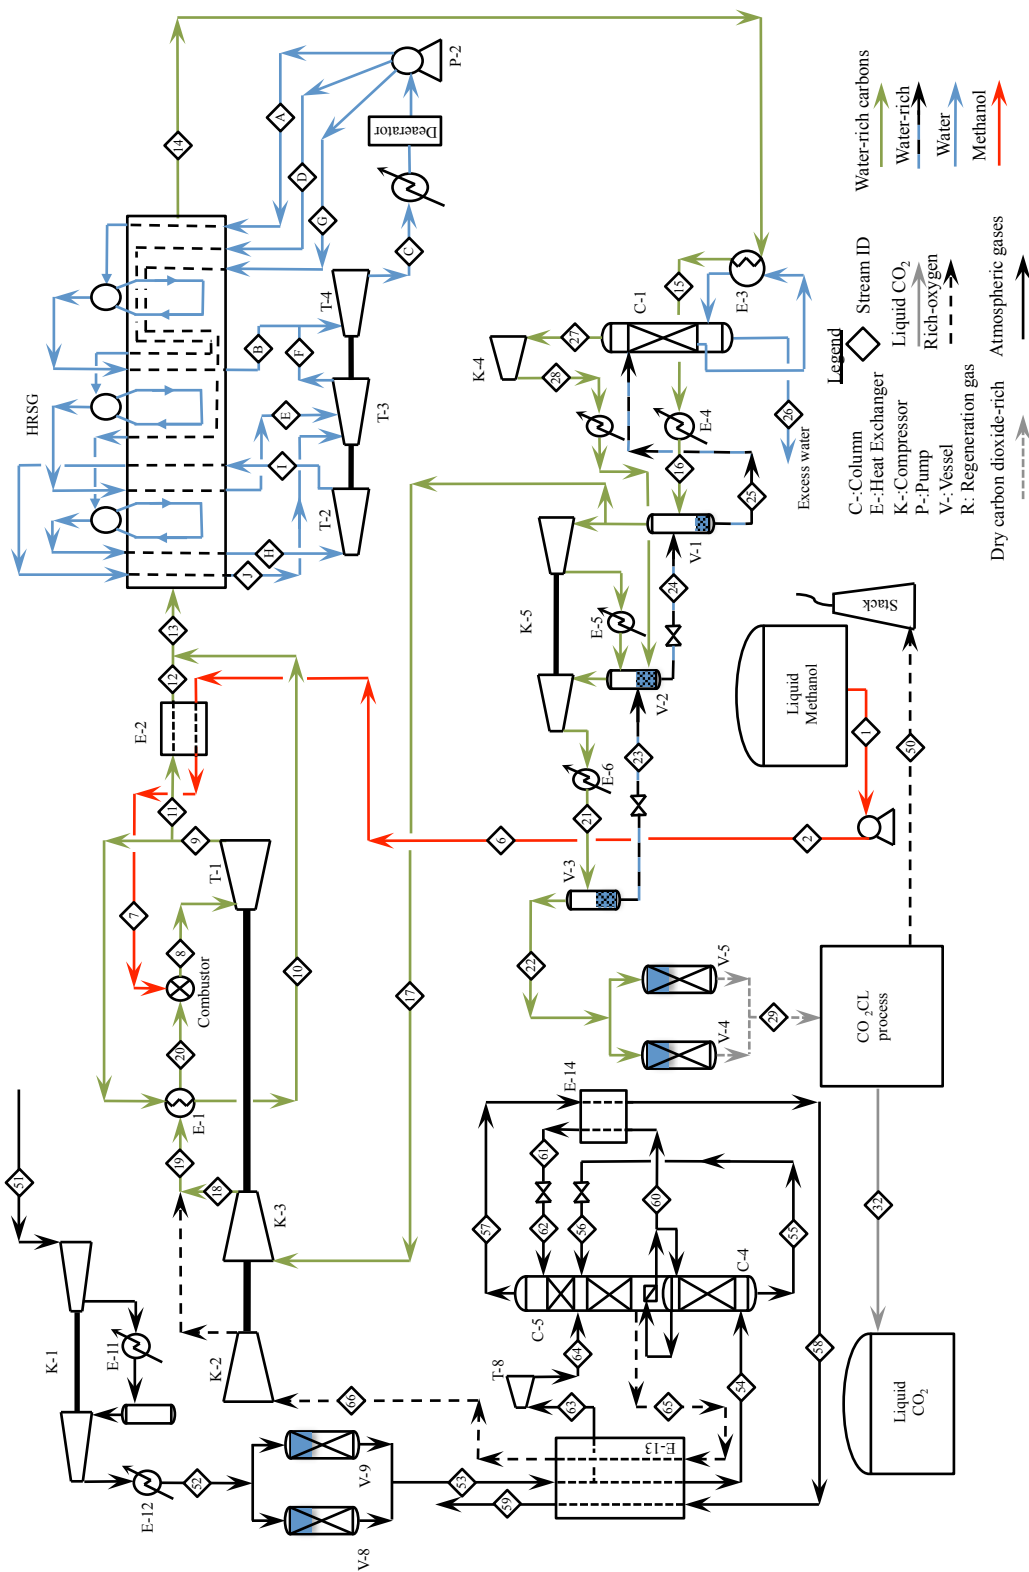 51
K-1
E-11
E-12
52
V-8
V-9
K-2
K-3
18
19
E-1
20
Combustor
7
8
9
T-1
10
11
E-2
12
13
HRSG
14
A
D
G
B
F
E
I
H
J
T-2
T-3
T-4
C
Deaerator
P-2
66
53
59
E-13
63
T-8
64
65
54
C-5
C-4
57
62
61
56
60
55
58
E-14
17
6
22
V-3
21
E-6
23
V-2
E-5
K-5
24
V-1
25
16
E-4
28
K-4
27
C-1
15
E-3
26
Excess water
V-4
V-5
29
CO2CL
process
32
Liquid
CO2
50
Stack
Liquid
Methanol
1
2
Legend
Stream ID
C-:Column
E-:Heat Exchanger
K-:Compressor
P-:Pump
V-:Vessel
R: Regeneration gas
Dry carbon dioxide-rich
Liquid CO2
Rich-oxygen
Atmospheric gases
Water-rich carbons
Water-rich
Water
Methanol